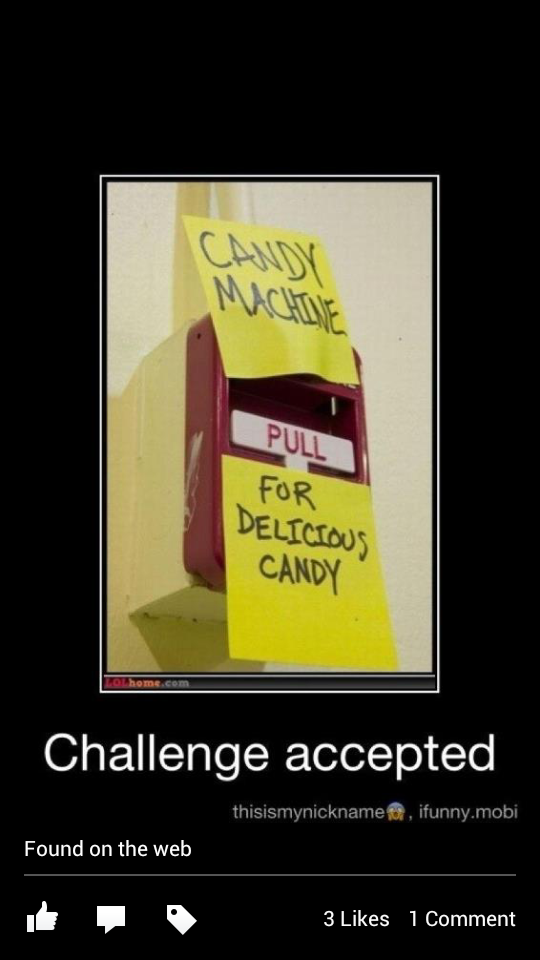 CANDY
MACHINE
PULL
FOR
DELICIOUS
CANDY
LOLhome.com
Challenge accepted
thisismynickname😱, ifunny.mobi
Found on the web
3 Likes 1 Comment